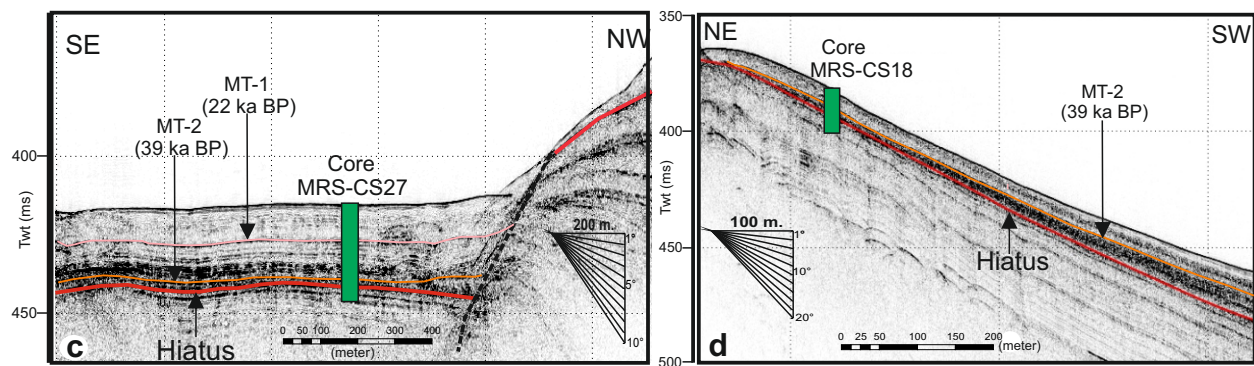 SE
NW
MT-1
(22 ka BP)
MT-2
(39 ka BP)
Core
MRS-CS27
400
450
Twt (ms)
200 m.
1°
5°
10°
0 50 100 200 300 400
(meter)
Hiatus
c
NE
SW
Core
MRS-CS18
MT-2
(39 ka BP)
350
400
450
500
Twt (ms)
100 m.
1°
10°
20°
Hiatus
0 25 50 100 150 200
(meter)
d